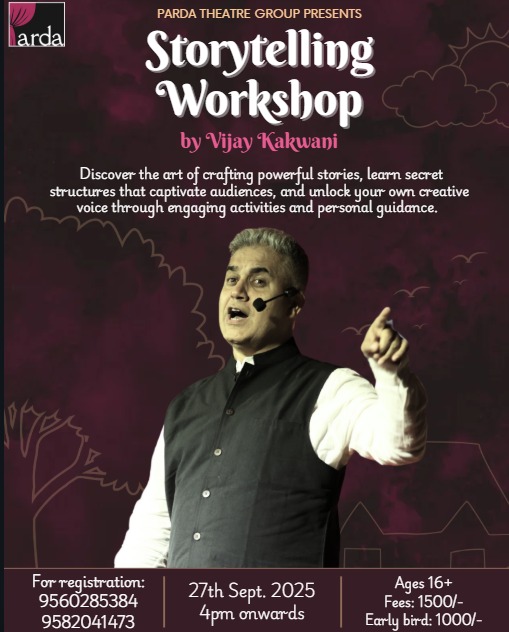 Parda
PARDA THEATRE GROUP PRESENTS
Storytelling
Workshop
by Vijay Kakwani
Discover the art of crafting powerful stories, learn secret
structures that captivate audiences, and unlock your own creative
voice through engaging activities and personal guidance.
For registration:
9560285384
9582041473
27th Sept. 2025
4pm onwards
Ages 16+
Fees: 1500/-
Early bird: 1000/-